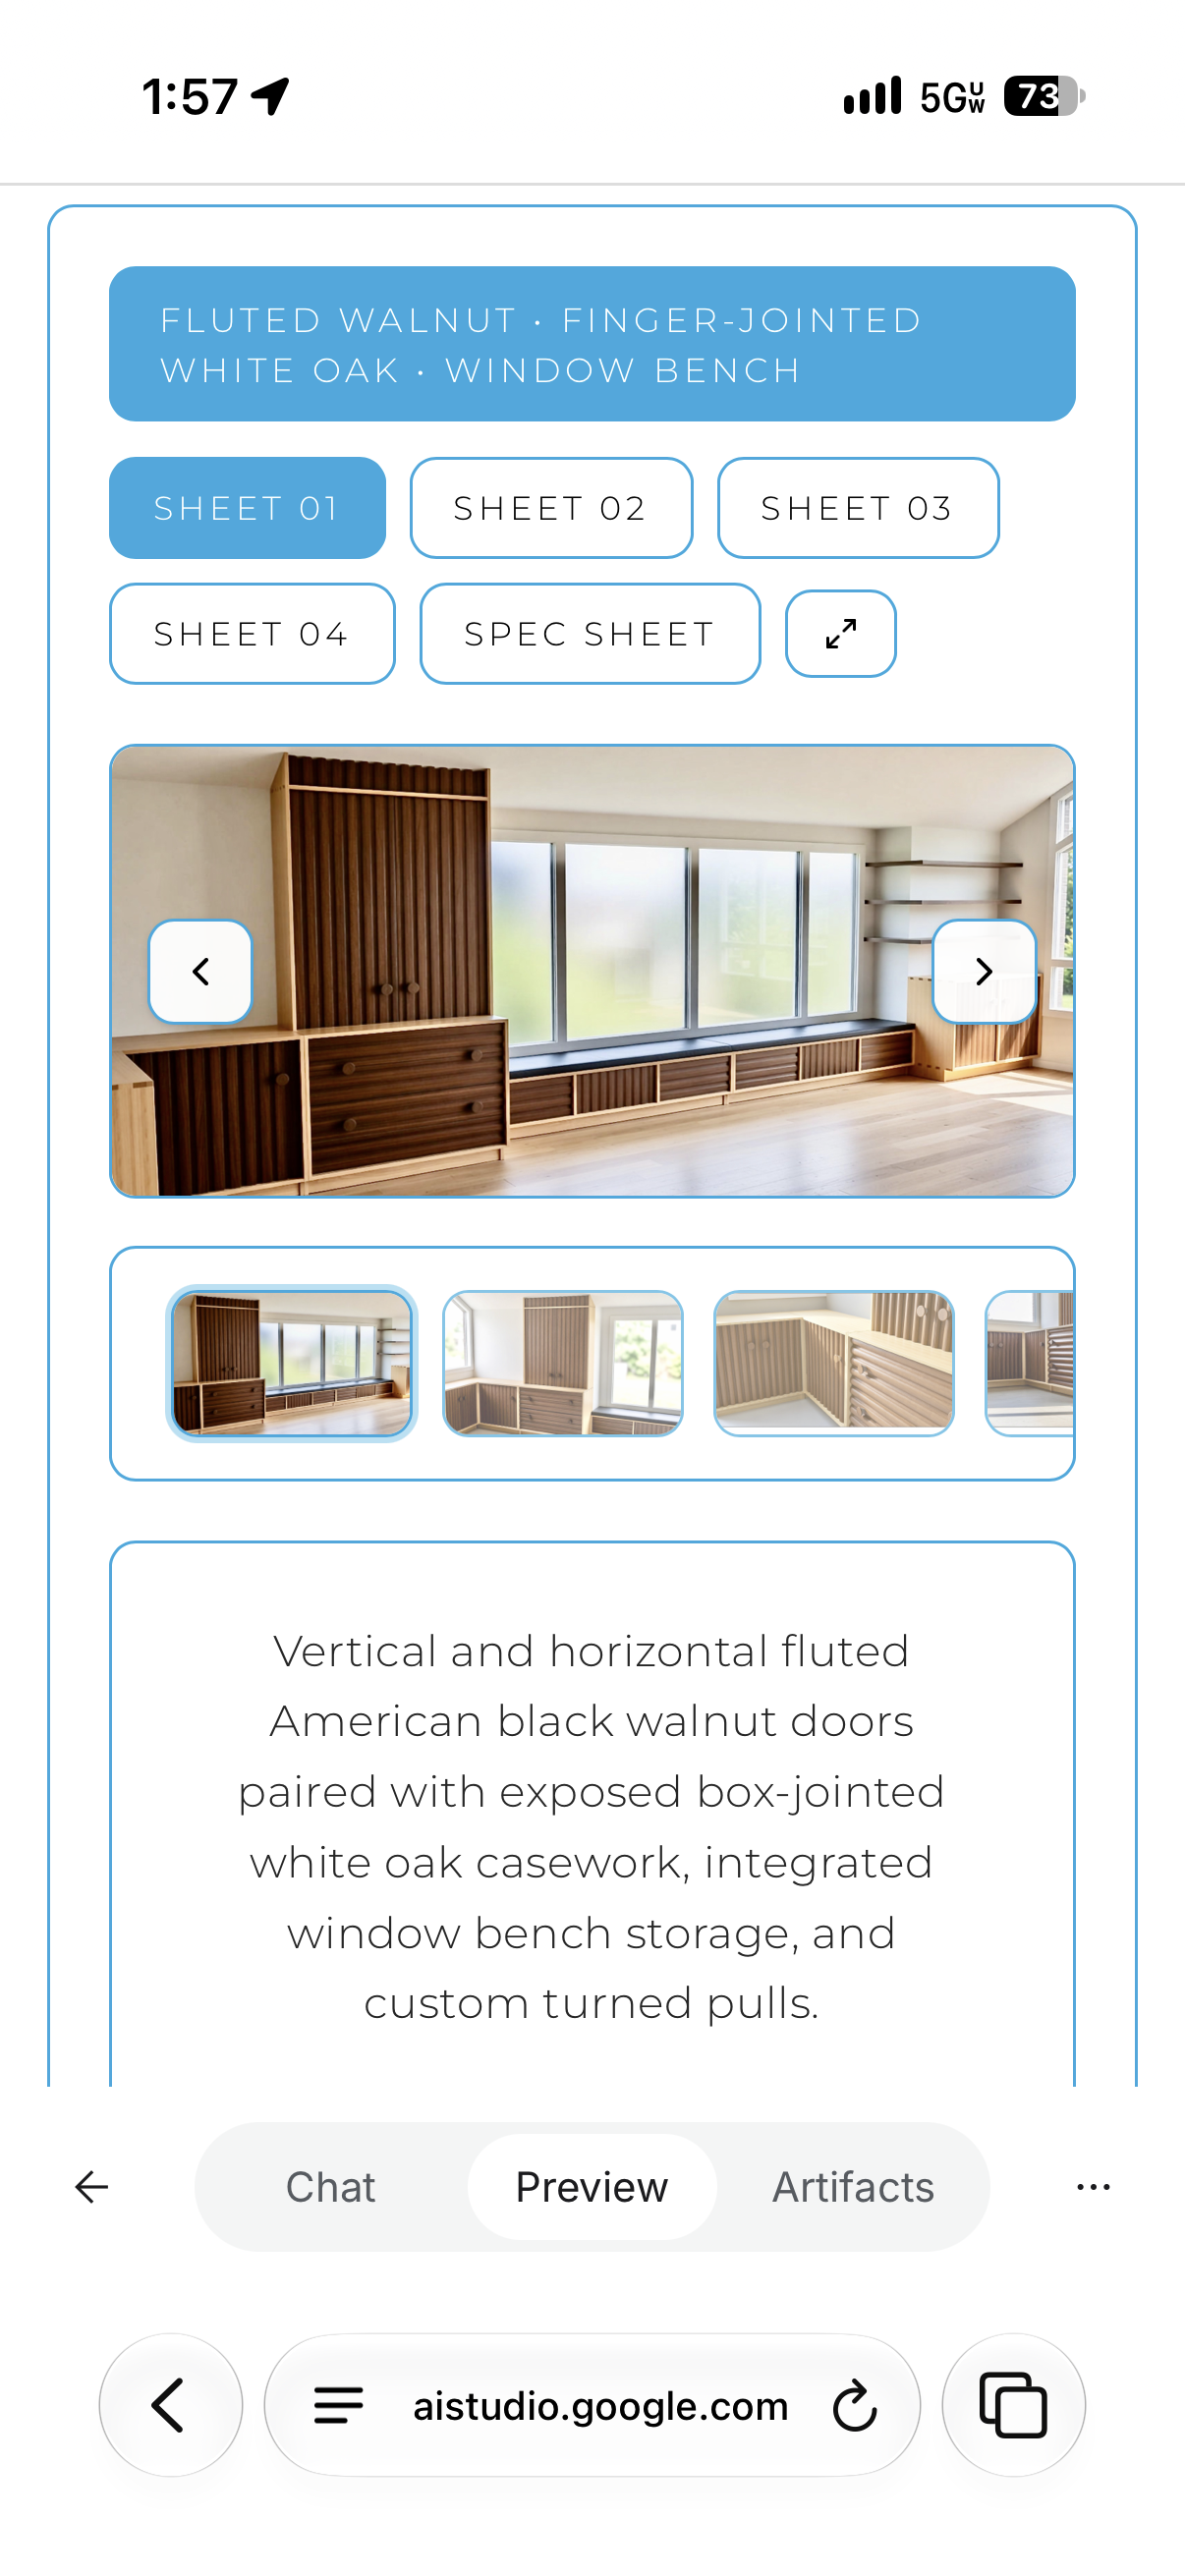 1:57
5GUW 73
FLUTED WALNUT • FINGER-JOINTED
WHITE OAK • WINDOW BENCH
SHEET 01 SHEET 02 SHEET 03
SHEET 04 SPEC SHEET
Vertical and horizontal fluted
American black walnut doors
paired with exposed box-jointed
white oak casework, integrated
window bench storage, and
custom turned pulls.
Chat Preview Artifacts
aistudio.google.com